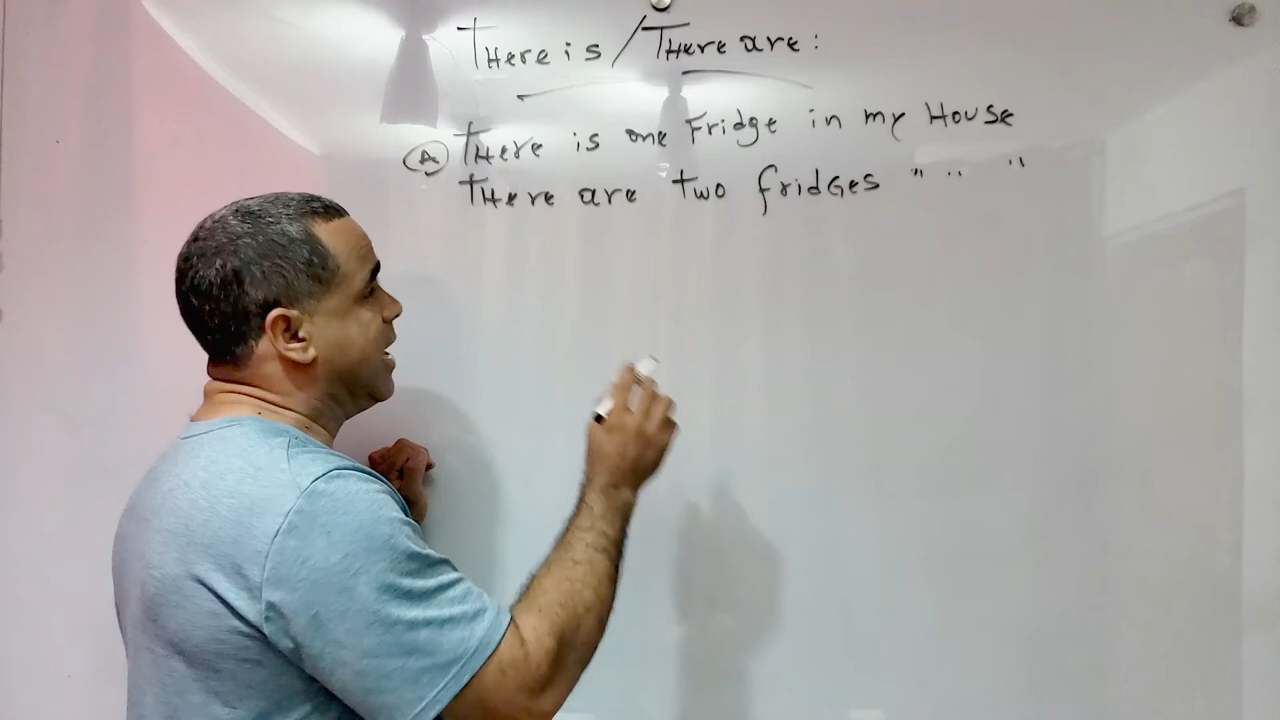 There is / There are:
A There is one Fridge in my House
There are two fridges " " "